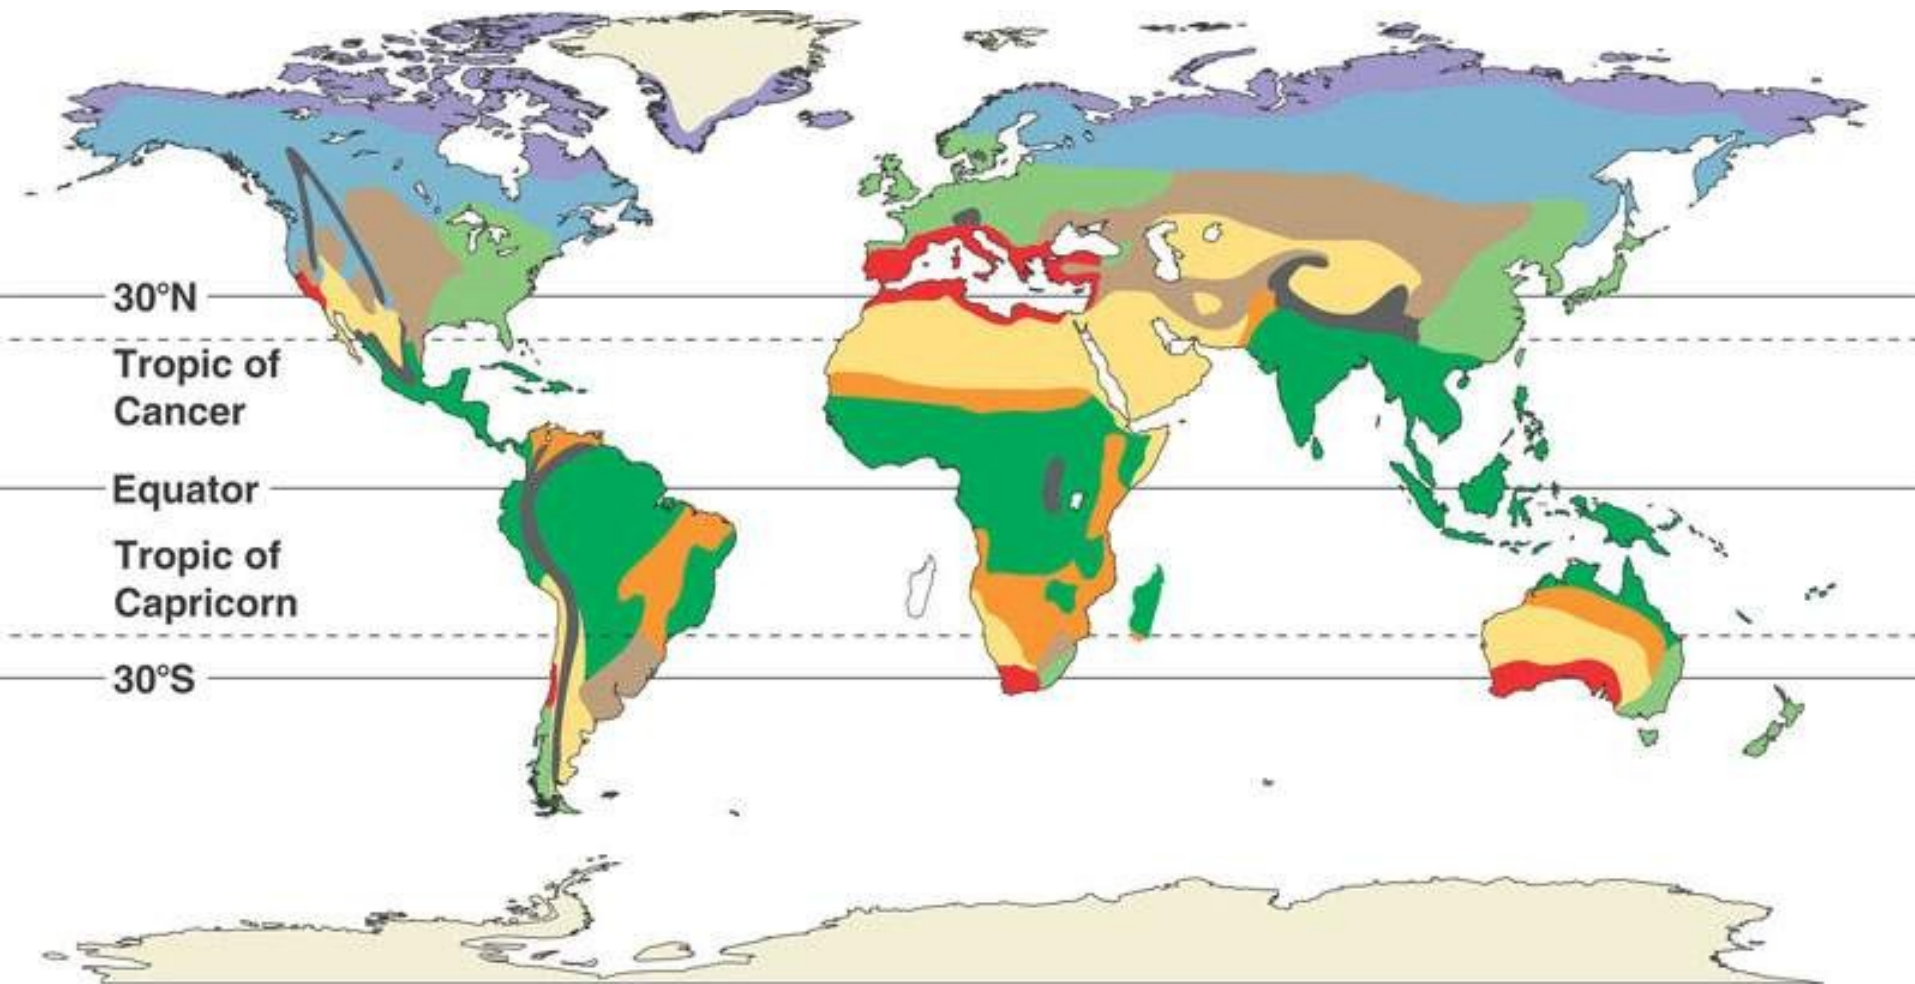 30°N
Tropic of
Cancer
Equator
Tropic of
Capricorn
30°S